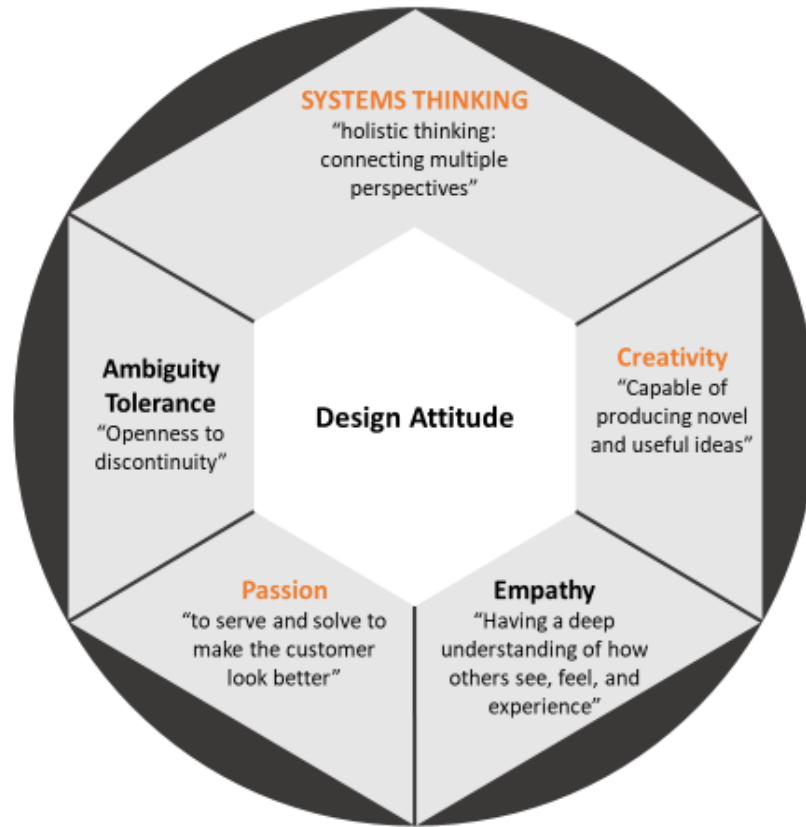 SYSTEMS THINKING
“holistic thinking:
connecting multiple
perspectives”
Creativity
“Capable of
producing novel
and useful ideas”
Ambiguity
Tolerance
“Openness to
discontinuity”
Design Attitude
Passion
“to serve and solve to
make the customer
look better”
Empathy
“Having a deep
understanding of how
others see, feel, and
experience”